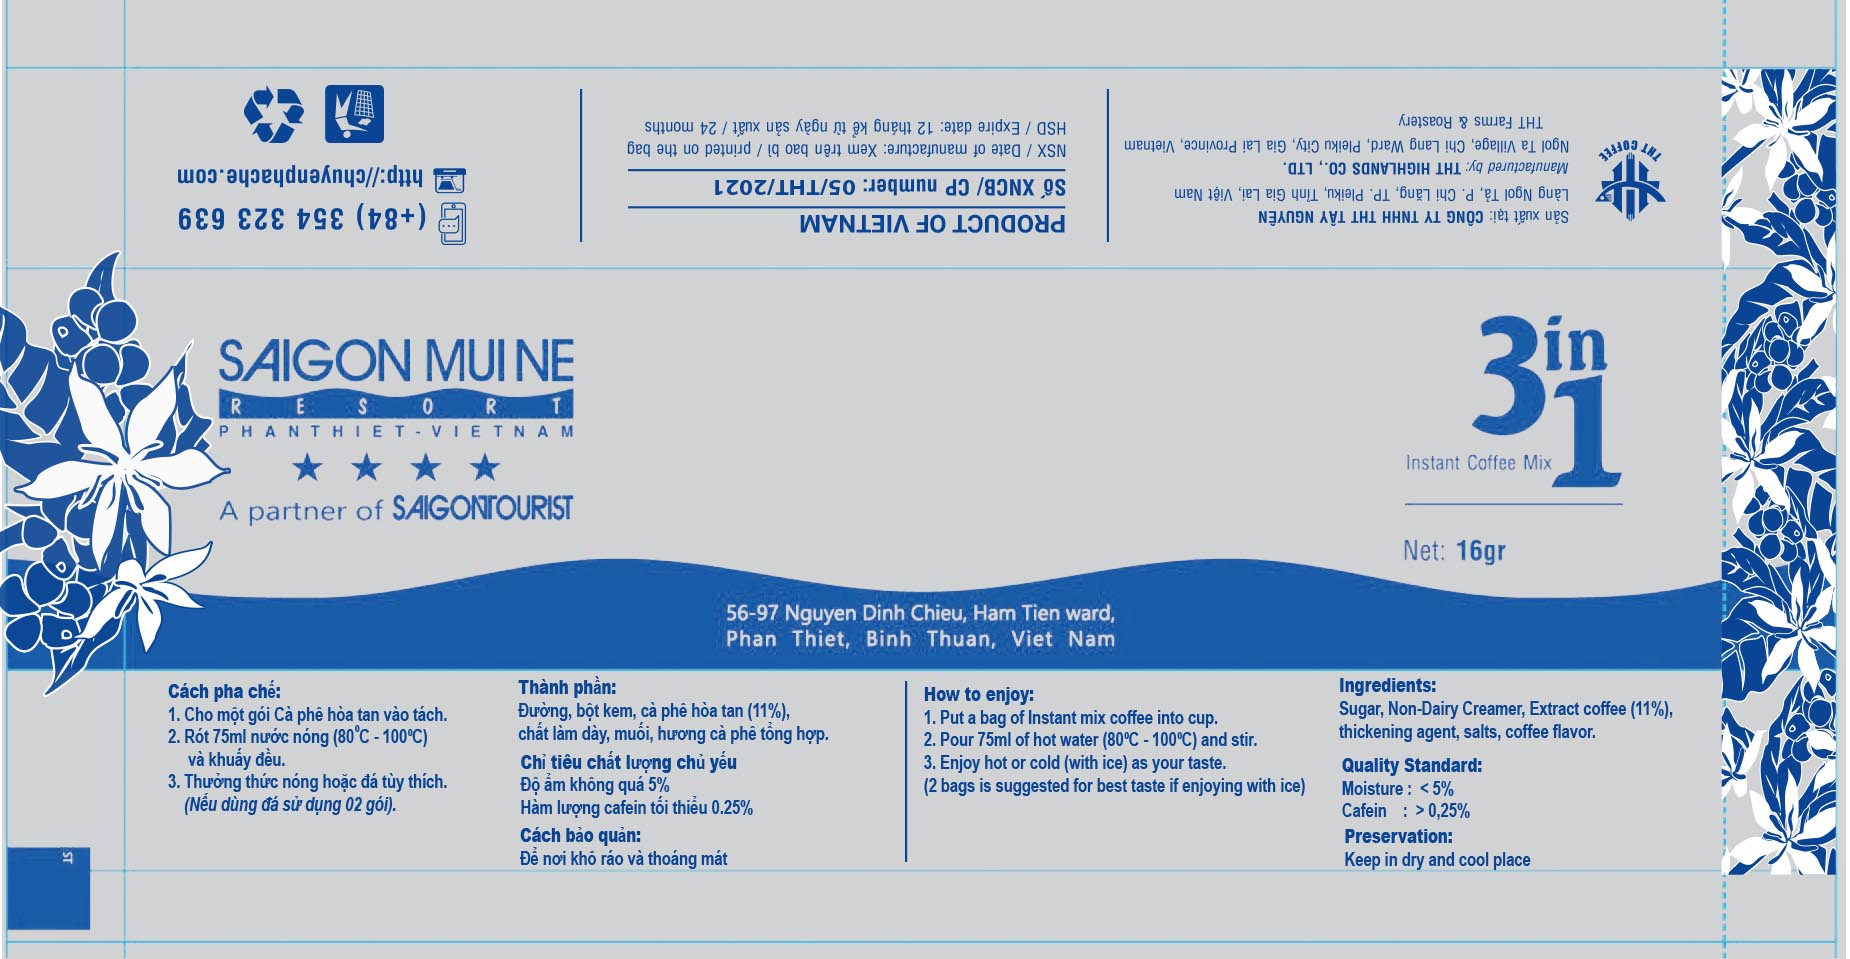 (+84) 354 323 639
http://chuyenphache.com
PRODUCT OF VIETNAM
Số XNCB/ CP number: 05/THT/2021
NSX / Date of manufacture: Xem trên bao bì / printed on the bag
HSD / Expire date: 12 tháng kể từ ngày sản xuất / 24 months
Sản xuất tại: CÔNG TY TNHH THT TÂY NGUYÊN
Làng Ngol Tả, P. Chi Lăng, TP. Pleiku, Tỉnh Gia Lai, Việt Nam
Manufactured by: THT HIGHLANDS CO., LTD.
Ngol Ta Village, Chi Lang Ward, Pleiku City, Gia Lai Province, Vietnam
THT Farms & Roastery
THT COFFEE
SAIGON MUI NE
RESORT
PHANTHIET-VIETNAM
A partner of SAIGONTOURIST
3 in 1
Instant Coffee Mix
Net: 16gr
56-97 Nguyen Dinh Chieu, Ham Tien ward,
Phan Thiet, Binh Thuan, Viet Nam
Cách pha chế:
1. Cho một gói Cà phê hòa tan vào tách.
2. Rót 75ml nước nóng (80⁰C - 100⁰C)
và khuấy đều.
3. Thưởng thức nóng hoặc đá tùy thích.
(Nếu dùng đá sử dụng 02 gói).
Thành phần:
Đường, bột kem, cà phê hòa tan (11%),
chất làm dày, muối, hương cà phê tổng hợp.
Chỉ tiêu chất lượng chủ yếu
Độ ẩm không quá 5%
Hàm lượng cafein tối thiểu 0.25%
Cách bảo quản:
Để nơi khô ráo và thoáng mát
How to enjoy:
1. Put a bag of Instant mix coffee into cup.
2. Pour 75ml of hot water (80⁰C - 100⁰C) and stir.
3. Enjoy hot or cold (with ice) as your taste.
(2 bags is suggested for best taste if enjoying with ice)
Ingredients:
Sugar, Non-Dairy Creamer, Extract coffee (11%),
thickening agent, salts, coffee flavor.
Quality Standard:
Moisture : < 5%
Cafein : > 0,25%
Preservation:
Keep in dry and cool place
ST